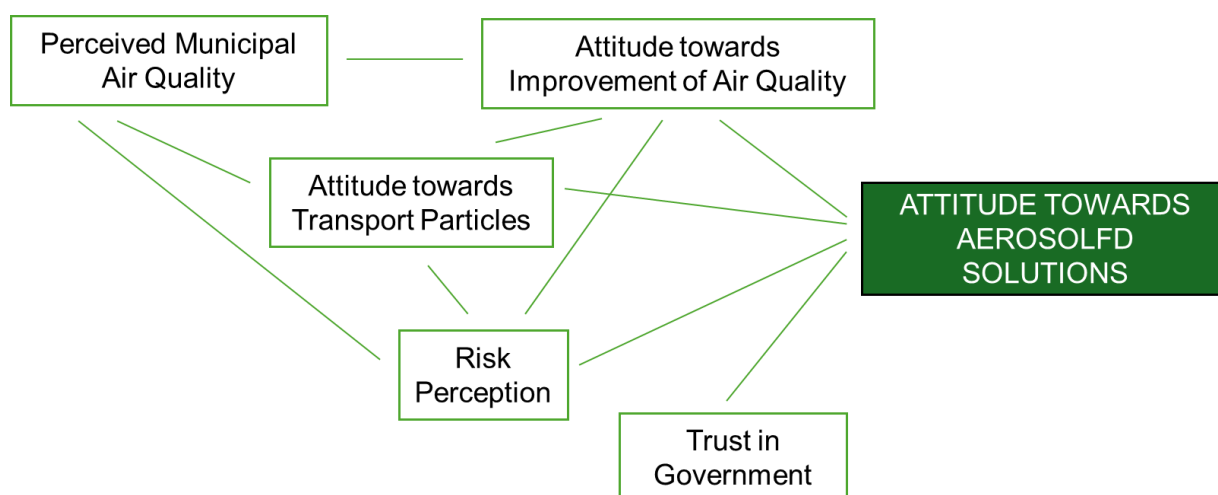 Perceived Municipal
Air Quality
Attitude towards
Improvement of Air Quality
Attitude towards
Transport Particles
ATTITUDE TOWARDS
AEROSOLFD
SOLUTIONS
Risk
Perception
Trust in
Government